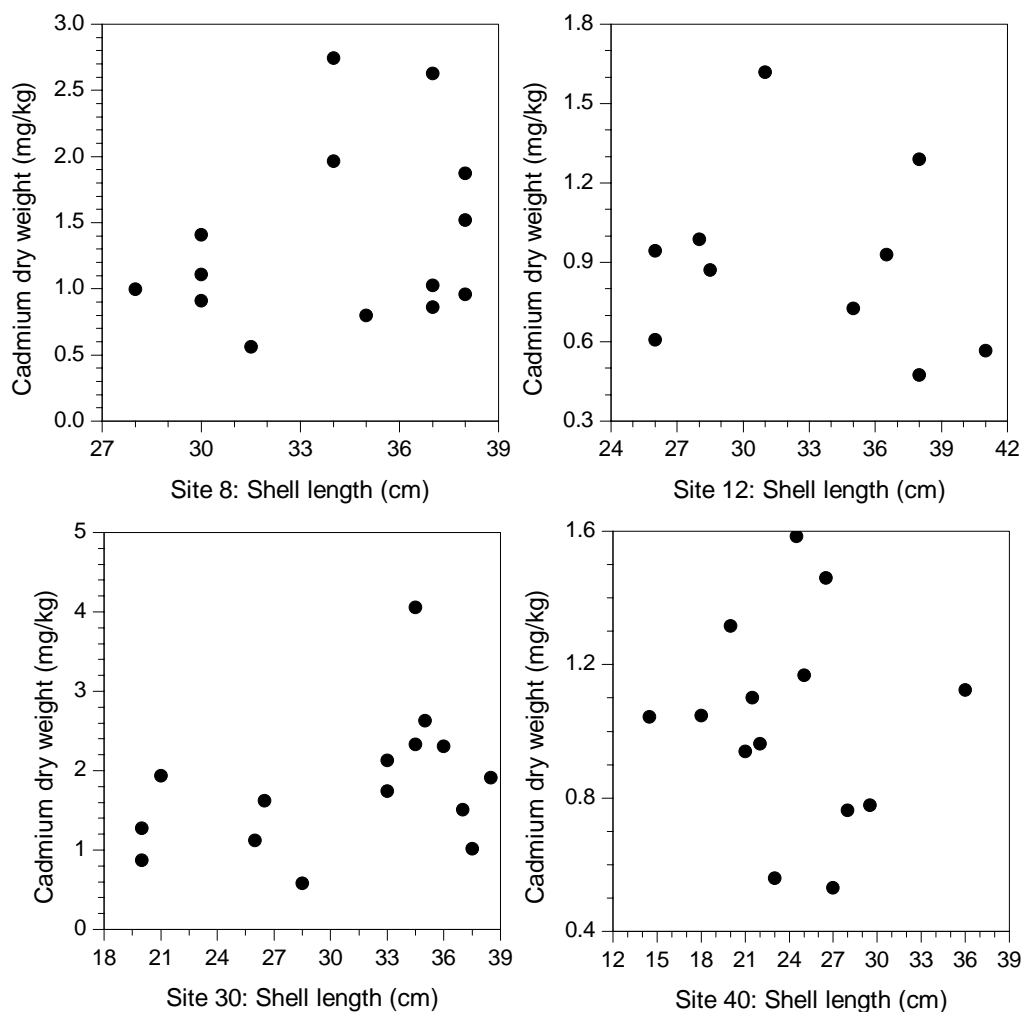 Cadmium dry weight (mg/kg)
3.0
2.5
2.0
1.5
1.0
0.5
0.0
27 30 33 36 39
Site 8: Shell length (cm)
Cadmium dry weight (mg/kg)
1.8
1.5
1.2
0.9
0.6
0.3
24 27 30 33 36 39 42
Site 12: Shell length (cm)
Cadmium dry weight (mg/kg)
5
4
3
2
1
0
18 21 24 27 30 33 36 39
Site 30: Shell length (cm)
Cadmium dry weight (mg/kg)
1.6
1.2
0.8
0.4
12 15 18 21 24 27 30 33 36 39
Site 40: Shell length (cm)